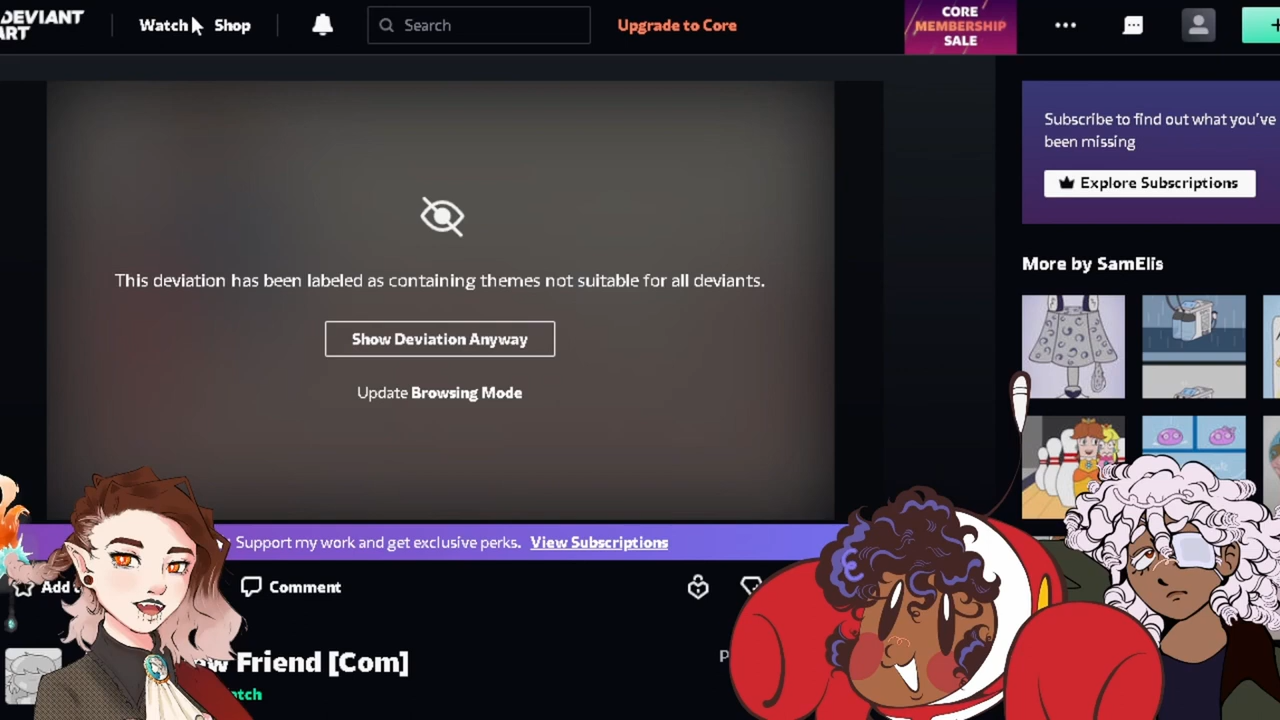 DEVIANT
ART
Watch
Shop
Search
Upgrade to Core
CORE
MEMBERSHIP
SALE
Subscribe to find out what you've
been missing
Explore Subscriptions
This deviation has been labeled as containing themes not suitable for all deviants.
Show Deviation Anyway
Update Browsing Mode
More by SamElis
Support my work and get exclusive perks. View Subscriptions
Add
Comment
Friend [Com]